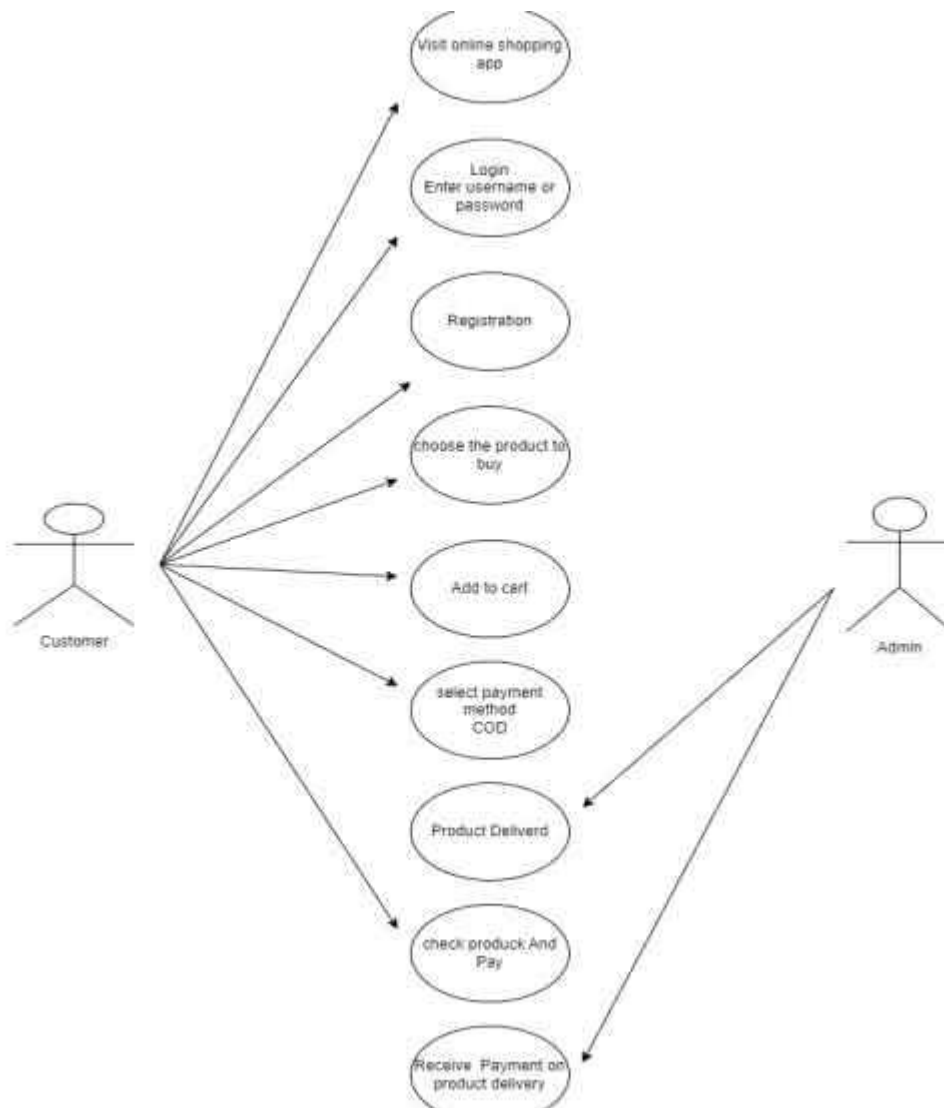 Visit online shopping
app
Login
Enter username or
password
Registration
choose the product to
buy
Add to cart
Customer
Admin
select payment
method
COD
Product Deliverd
check produck And
Pay
Receive Payment on
product delivery